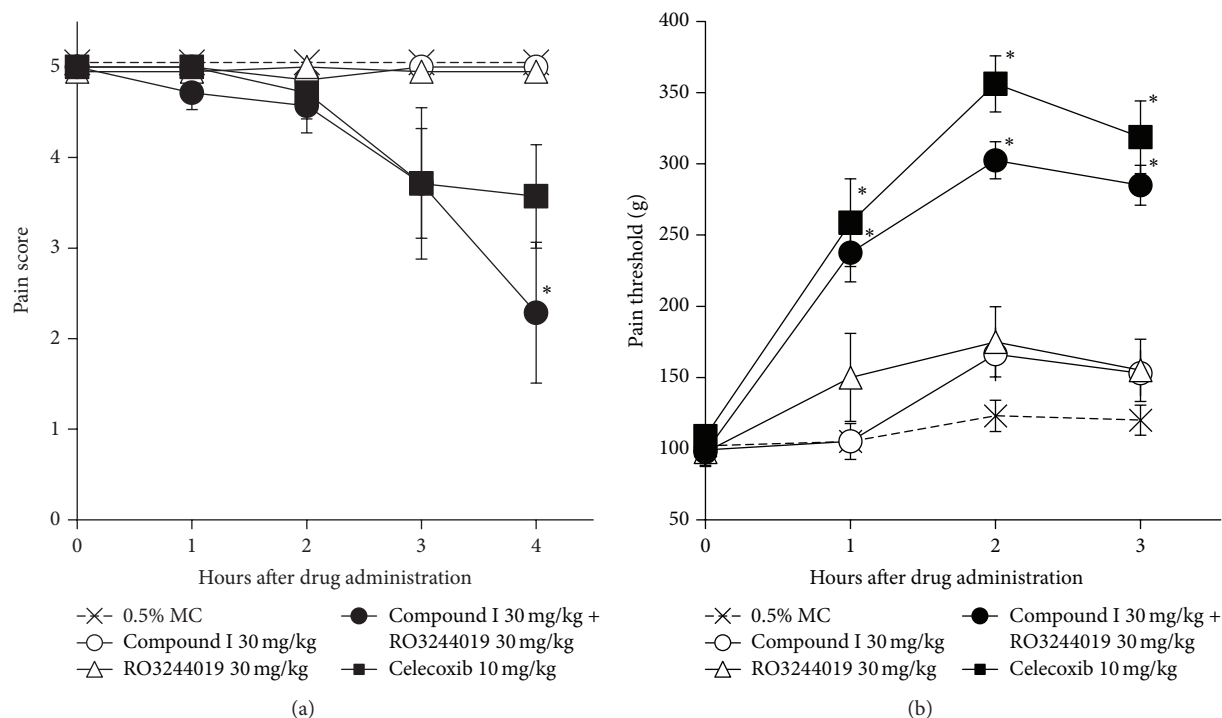 5
4
3
2
1
0
Pain score
*
0 1 2 3 4
Hours after drug administration
0.5% MC
Compound I 30 mg/kg
RO3244019 30 mg/kg
Compound I 30 mg/kg +
RO3244019 30 mg/kg
Celecoxib 10 mg/kg
(a)
400
350
300
250
200
150
100
50
Pain threshold (g)
*
*
*
*
*
*
0 1 2 3
Hours after drug administration
0.5% MC
Compound I 30 mg/kg
RO3244019 30 mg/kg
Compound I 30 mg/kg +
RO3244019 30 mg/kg
Celecoxib 10 mg/kg
(b)